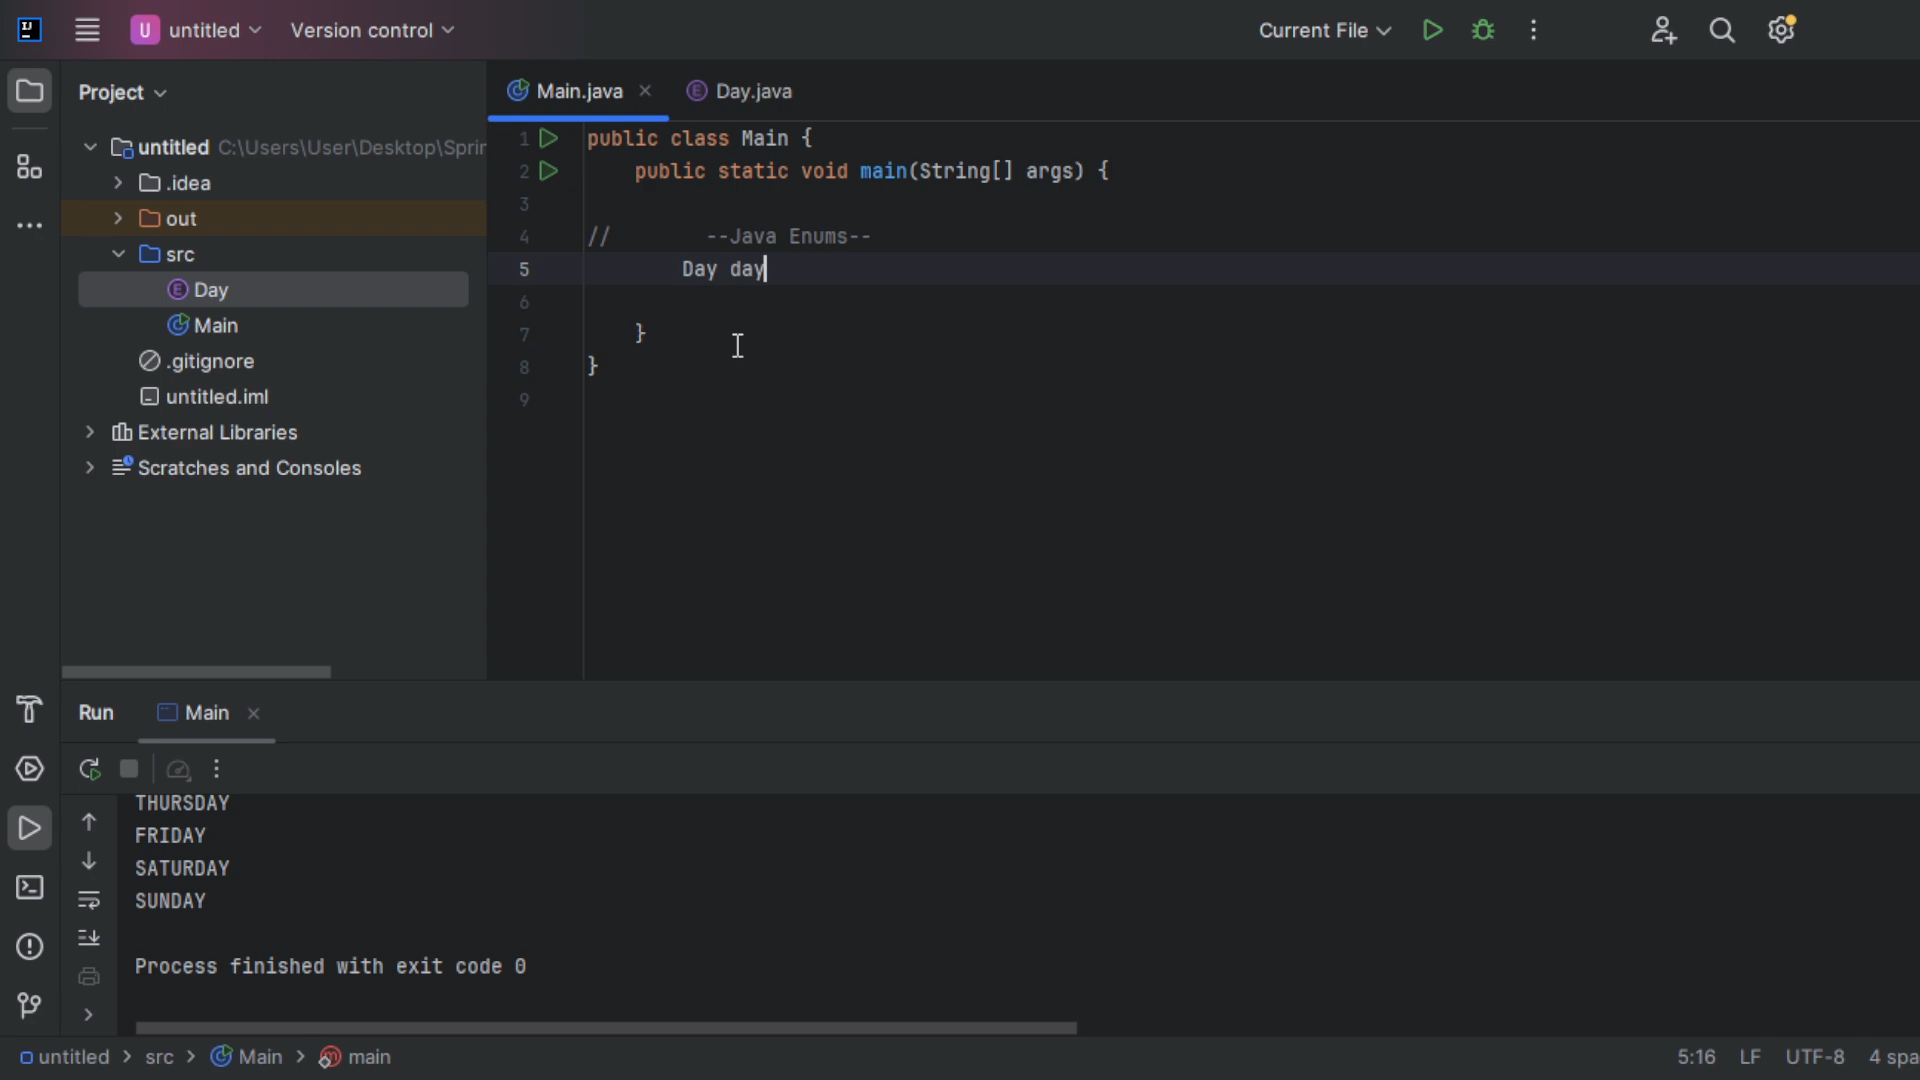 IJ
U untitled Version control Current File
Project
Main.java Day.java
untitled C:\Users\User\Desktop\Sprin
.idea
out
src
E Day
Main
.gitignore
untitled.iml
External Libraries
Scratches and Consoles
1 public class Main {
2 public static void main(String[] args) {
3
4 // --Java Enums--
5 Day day
6
7 }
8 }
9
Run Main
THURSDAY
FRIDAY
SATURDAY
SUNDAY
Process finished with exit code 0
untitled > src > Main > main 5:16 LF UTF-8 4 spa